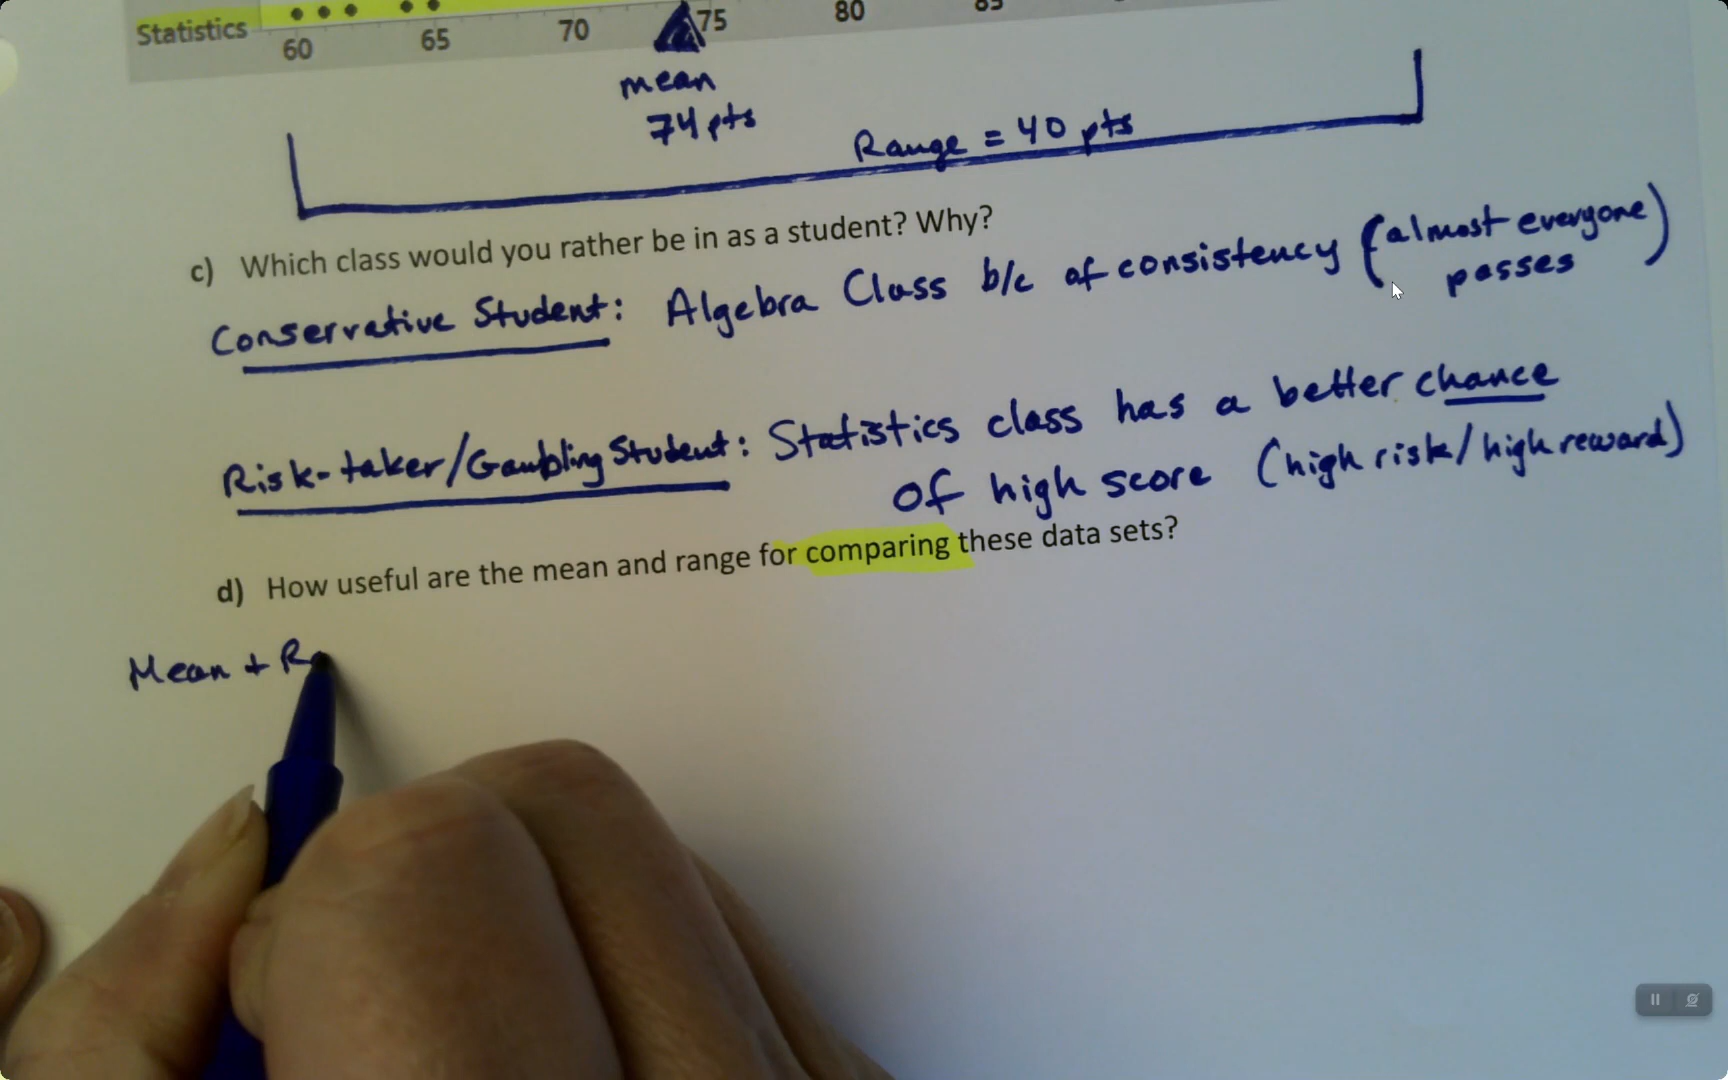 Statistics
60 65 70 75 80 85
mean
74 pts
Range = 40 pts
c) Which class would you rather be in as a student? Why?
Conservative Student: Algebra Class b/c of consistency (almost everyone passes)
Risk-taker/Gambling Student: Statistics class has a better chance
of high score (high risk/high reward)
d) How useful are the mean and range for comparing these data sets?
Mean + Ra